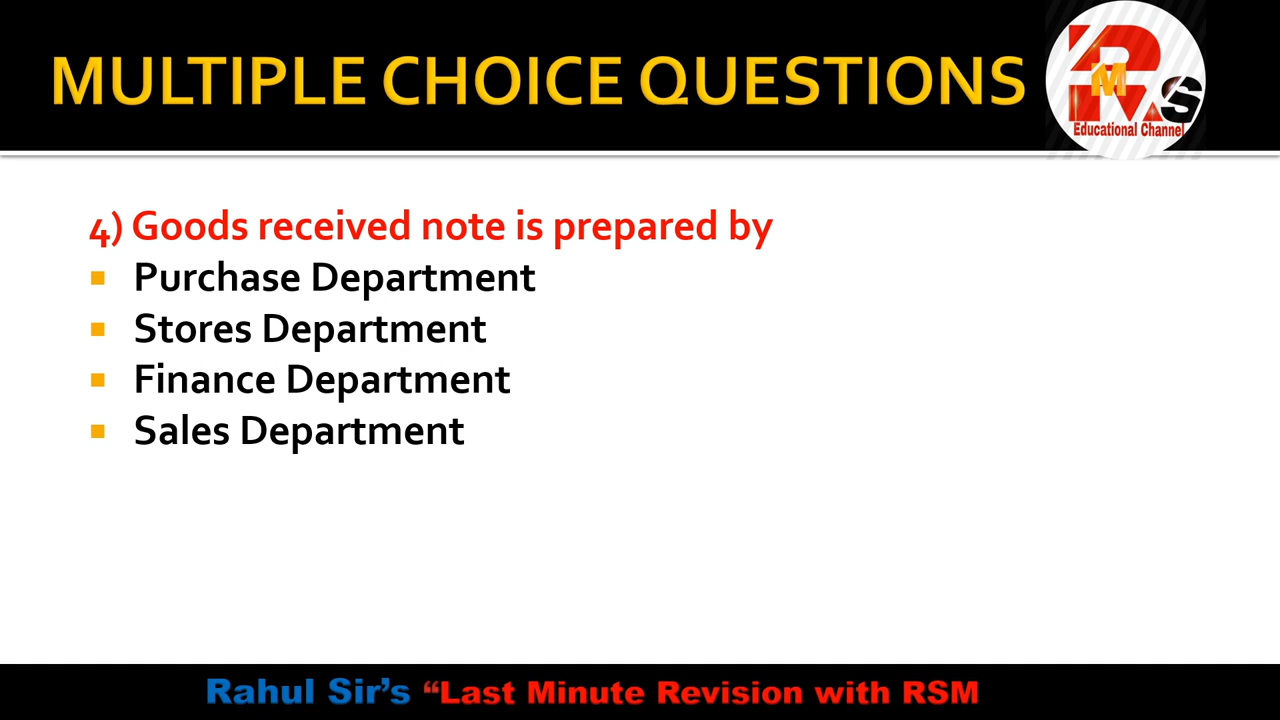 MULTIPLE CHOICE QUESTIONS
RMS
Educational Channel
4) Goods received note is prepared by
Purchase Department
Stores Department
Finance Department
Sales Department
Rahul Sir's “Last Minute Revision with RSM